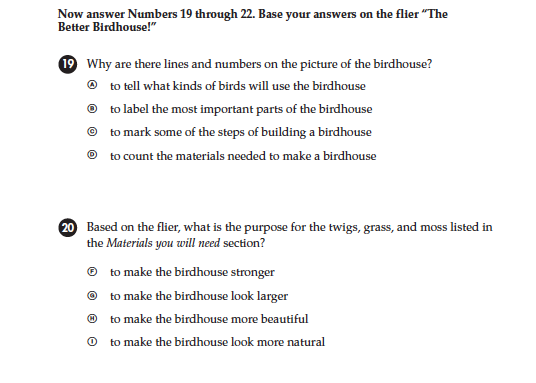 Now answer Numbers 19 through 22. Base your answers on the flier “The
Better Birdhouse!”
19 Why are there lines and numbers on the picture of the birdhouse?
A to tell what kinds of birds will use the birdhouse
B to label the most important parts of the birdhouse
C to mark some of the steps of building a birdhouse
D to count the materials needed to make a birdhouse
20 Based on the flier, what is the purpose for the twigs, grass, and moss listed in
the Materials you will need section?
F to make the birdhouse stronger
G to make the birdhouse look larger
H to make the birdhouse more beautiful
I to make the birdhouse look more natural